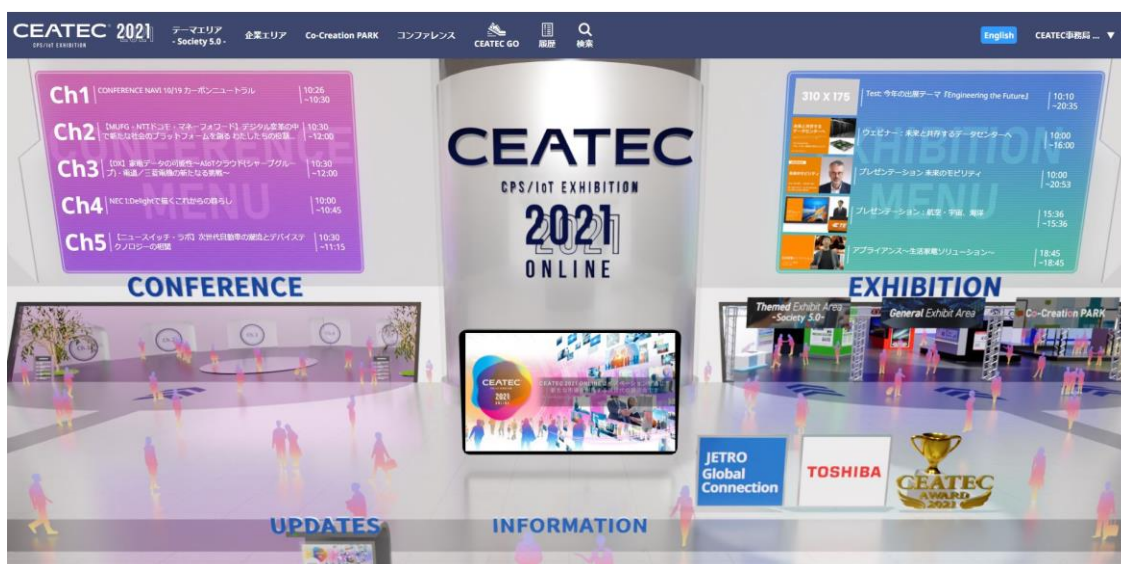 CEATEC 2021
CPS/IoT EXHIBITION
テーマエリア
- Society 5.0 -
企業エリア
Co-Creation PARK
コンファレンス
CEATEC GO
履歴
検索
English
CEATEC事務局 ... ▼
Ch1 CONFERENCE NAVI 10/19 カーボンニュートラル 10:26
~10:30
Ch2 【MUFG・NTTドコモ・マネーフォワード】デジタル変革の中 10:30
で新たな社会のプラットフォームを創る わたしたちの役割... ~12:00
Ch3 【DX】家電データの可能性~AIoTクラウド(シャープグルー 10:30
プ)・電通/三菱電機の新たなる挑戦~ ~12:00
Ch4 NEC 1:Delightで描くこれからの暮らし 10:00
~10:45
Ch5 【ニュースイッチ・ラボ】次世代自動車の潮流とデバイステ 10:30
クノロジーの相関 ~11:15
CONFERENCE
MENU
CONFERENCE
CEATEC
CPS/IoT EXHIBITION
2021
ONLINE
310 X 175 Test: 今年の出展テーマ『Engineering the Future』 10:10
~20:35
ウェビナー:未来と共存するデータセンターへ 10:00
~16:00
プレゼンテーション 未来のモビリティ 10:00
~20:53
プレゼンテーション:航空・宇宙、 15:36
~15:36
アプライアンス~生活家電ソリューション~ 18:45
~18:45
EXHIBITION
MENU
EXHIBITION
Themed Exhibit Area
-Society 5.0-
General Exhibit Area
Co-Creation PARK
CEATEC
2021
ONLINE
CEATEC 2021 ONLINE
JETRO
Global
Connection
TOSHIBA
CEATEC
AWARD
2021
UPDATES
INFORMATION